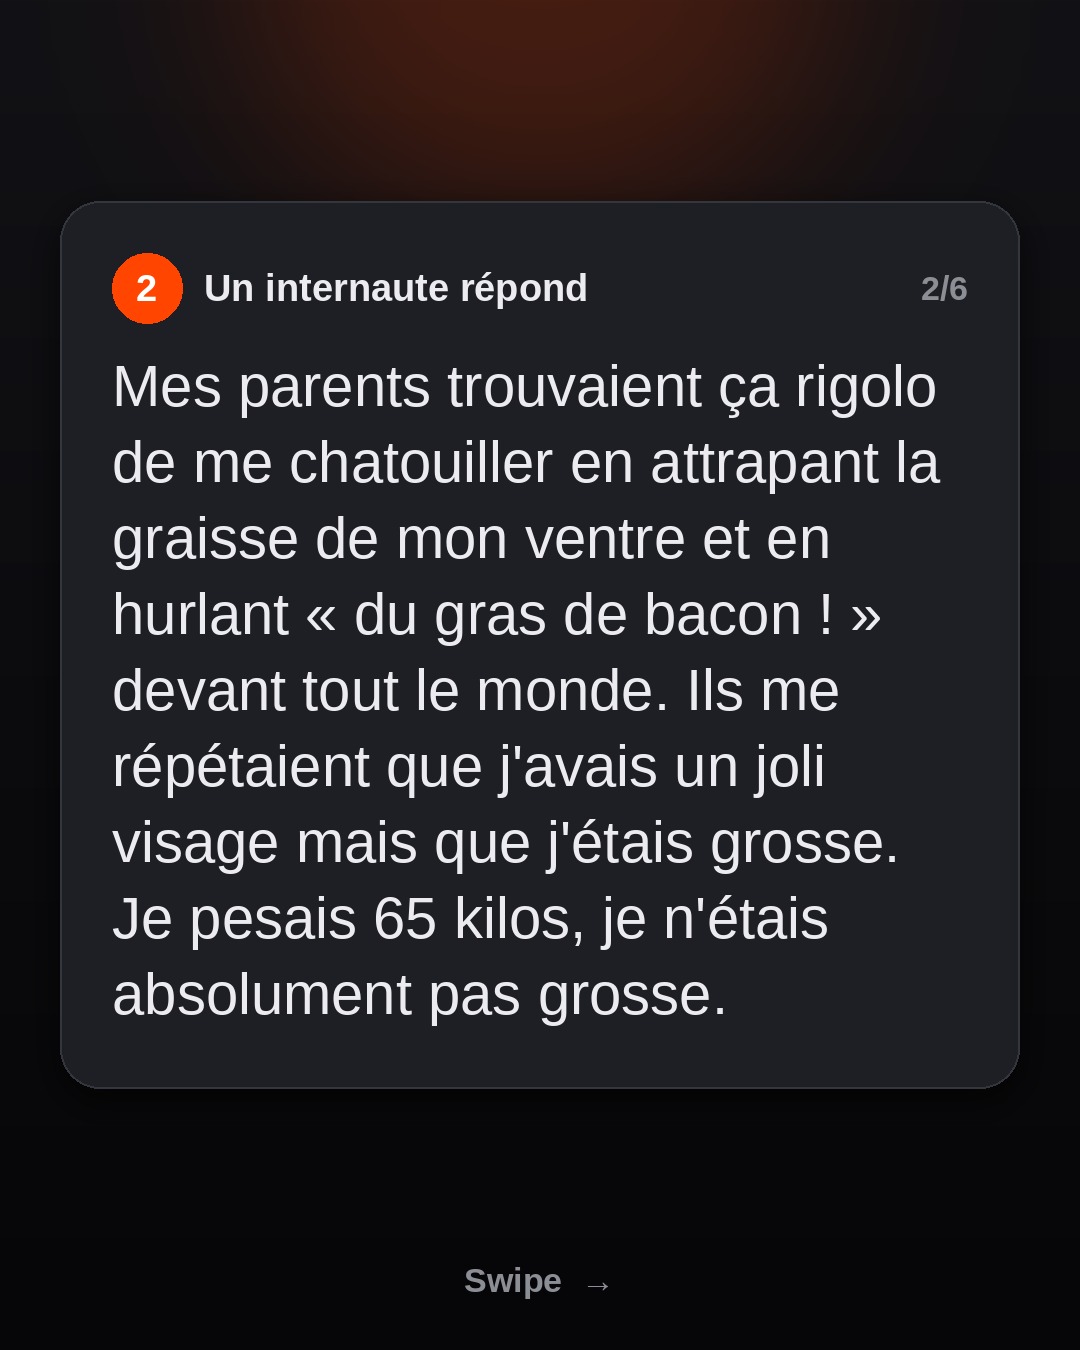 2 Un internaute répond 2/6
Mes parents trouvaient ça rigolo
de me chatouiller en attrapant la
graisse de mon ventre et en
hurlant « du gras de bacon ! »
devant tout le monde. Ils me
répétaient que j'avais un joli
visage mais que j'étais grosse.
Je pesais 65 kilos, je n'étais
absolument pas grosse.
Swipe →